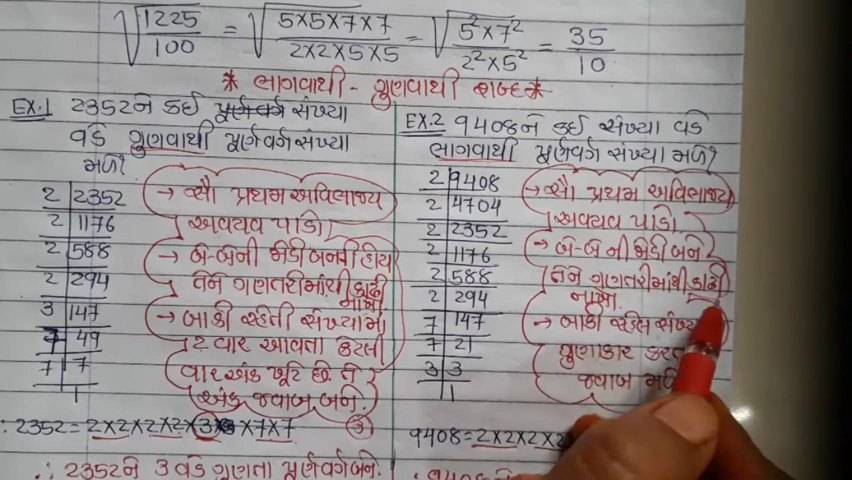 √1225/100 = √5×5×7×7/2×2×5×5 = √5²×7²/2²×5² = 35/10
* ભાગવાથી - ગુણવાથી શબ્દ *
EX.1 2352ને કઈ પૂર્ણવર્ગ સંખ્યા
વડે ગુણવાથી પૂર્ણવર્ગ સંખ્યા
મળે?
2 2352
2 1176
2 588
2 294
3 147
7 49
7 7
1
→ સૌ પ્રથમ અવિભાજ્ય
અવયવ પાડો.
→ બે-બેની જોડી બનતી હોય
તેને ગણતરીમાંથી કાઢી
નાખો
→ બાકી રહેતી સંખ્યામાં
૨ વાર આવતા કેટલી
વાર અંક ખૂટે છે તે
અંક જવાબ બને.
∴ 2352 = 2×2×2×2×3× ×7×7 ③
∴ 2352ને 3 વડે ગુણતા પૂર્ણવર્ગ બને.
EX.2 9408ને કઈ સંખ્યા વડે
ભાગવાથી પૂર્ણવર્ગ સંખ્યા મળે?
2 9408
2 4704
2 2352
2 1176
2 588
2 294
7 147
7 21
3 3
1
→ સૌ પ્રથમ અવિભાજ્ય
અવયવ પાડો.
→ બે-બે ની જોડી બને
તેને ગણતરીમાંથી કાઢી
નાખો.
→ બાકી રહેલ
ગુણાકાર
જવાબ
9408 = 2×2×2×2
∴ 9408ને